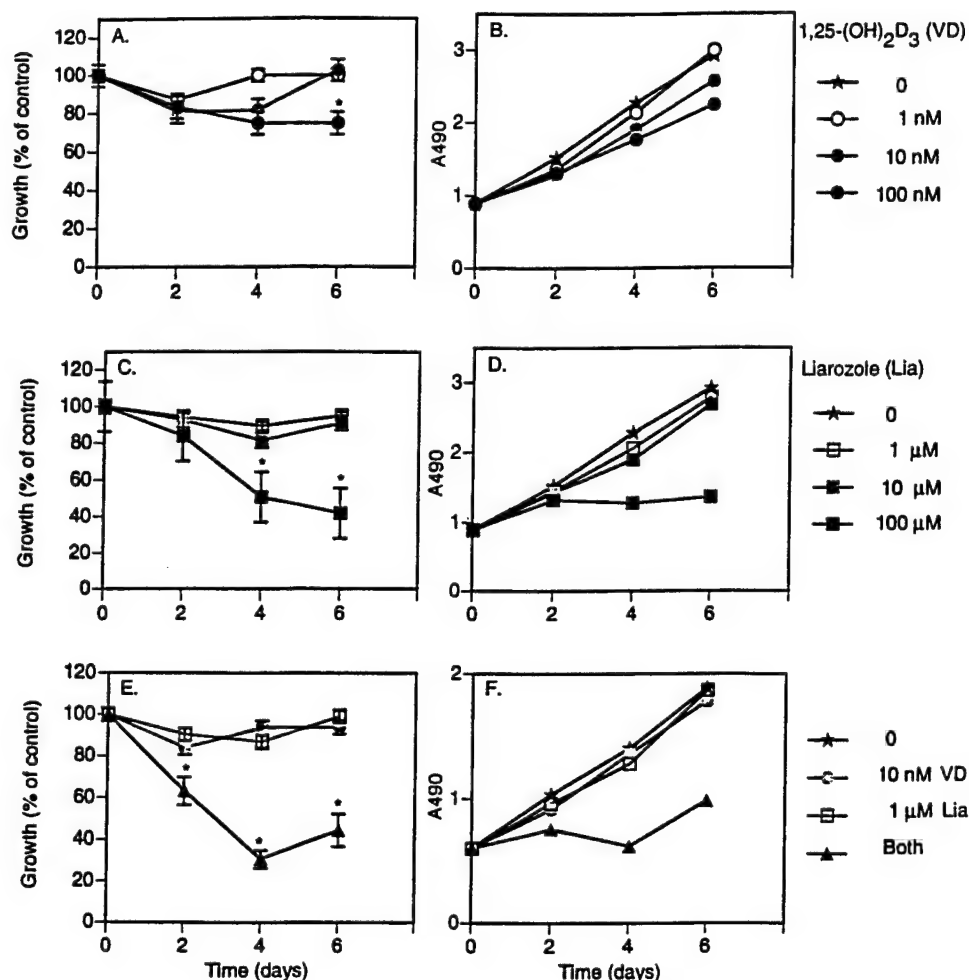 A.
Growth (% of control)
120
100
80
60
40
20
0
0 2 4 6
B.
A490
3
2
1
0
0 2 4 6
1,25-(OH)2D3 (VD)
0
1 nM
10 nM
100 nM
*
C.
Growth (% of control)
120
100
80
60
40
20
0
0 2 4 6
* *
D.
A490
3
2
1
0
0 2 4 6
Liarozole (Lia)
0
1 µM
10 µM
100 µM
E.
Growth (% of control)
120
100
80
60
40
20
0
0 2 4 6
Time (days)
* * *
F.
A490
2
1
0
0 2 4 6
Time (days)
0
10 nM VD
1 µM Lia
Both